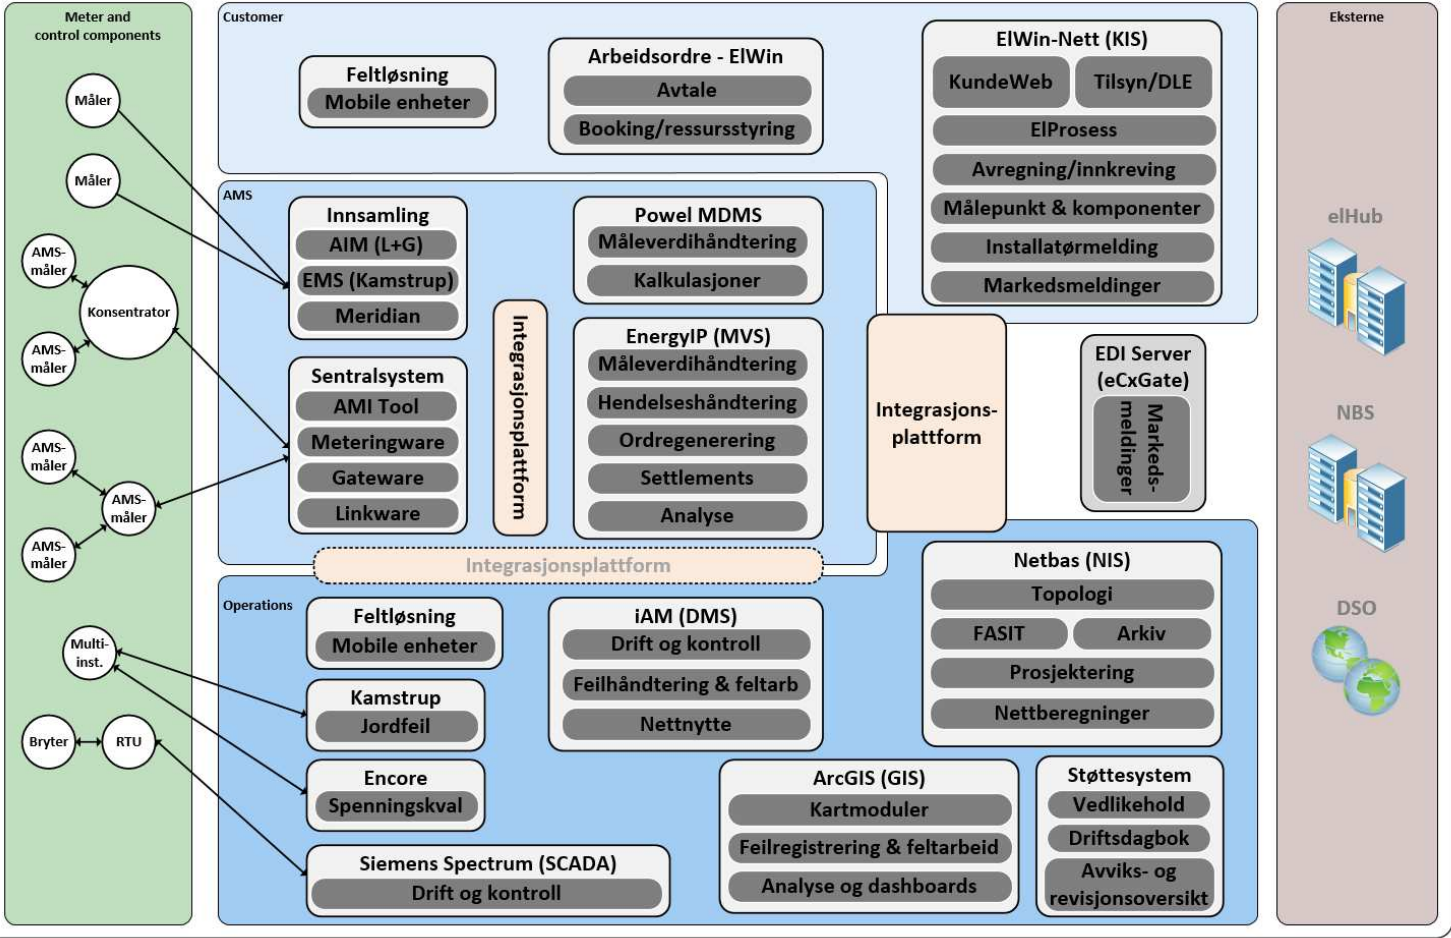 Meter and
control components
Måler
Måler
AMS-
måler
Konsentrator
AMS-
måler
AMS-
måler
AMS-
måler
AMS-
måler
Multi-
inst.
Bryter
RTU
Customer
Feltløsning
Mobile enheter
Arbeidsordre - ElWin
Avtale
Booking/ressursstyring
ElWin-Nett (KIS)
KundeWeb
Tilsyn/DLE
ElProsess
Avregning/innkreving
Målepunkt & komponenter
Installatørmelding
Markedsmeldinger
AMS
Innsamling
AIM (L+G)
EMS (Kamstrup)
Meridian
Sentralsystem
AMI Tool
Meteringware
Gateware
Linkware
Integrasjonsplattform
Powel MDMS
Måleverdihåndtering
Kalkulasjoner
EnergyIP (MVS)
Måleverdihåndtering
Hendelseshåndtering
Ordregenerering
Settlements
Analyse
Integrasjonsplattform
Integrasjons-
plattform
EDI Server
(eCxGate)
Markeds-
meldinger
Operations
Feltløsning
Mobile enheter
Kamstrup
Jordfeil
Encore
Spenningskval
Siemens Spectrum (SCADA)
Drift og kontroll
iAM (DMS)
Drift og kontroll
Feilhåndtering & feltarb
Nettnytte
Netbas (NIS)
Topologi
FASIT
Arkiv
Prosjektering
Nettberegninger
ArcGIS (GIS)
Kartmoduler
Feilregistrering & feltarbeid
Analyse og dashboards
Støttesystem
Vedlikehold
Driftsdagbok
Avviks- og
revisjonsoversikt
Eksterne
elHub
NBS
DSO